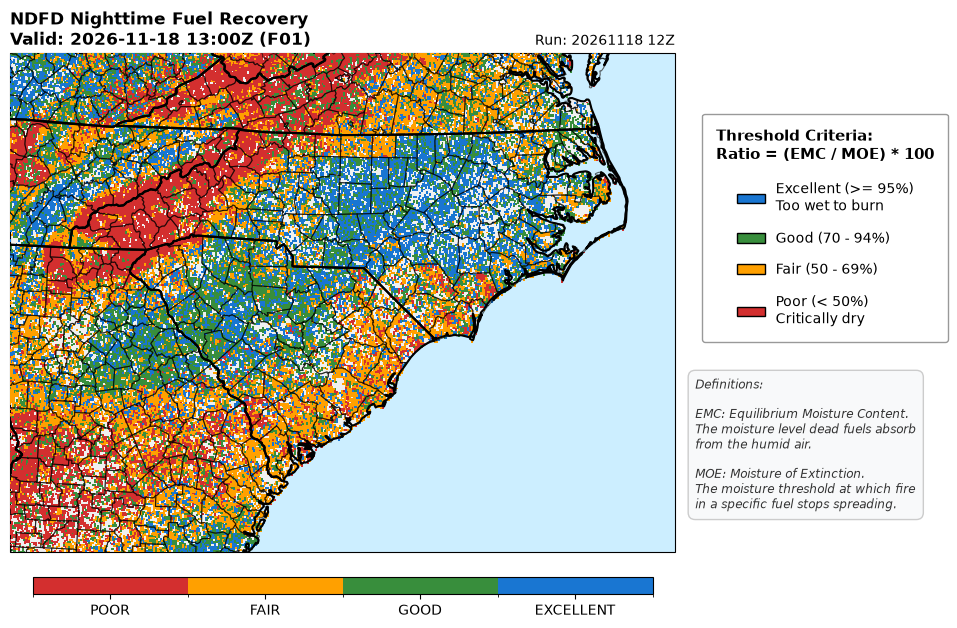 NDFD Nighttime Fuel Recovery
Valid: 2026-11-18 13:00Z (F01)
Run: 20261118 12Z
Threshold Criteria:
Ratio = (EMC / MOE) * 100
Excellent (>= 95%)
Too wet to burn
Good (70 - 94%)
Fair (50 - 69%)
Poor (< 50%)
Critically dry
Definitions:
EMC: Equilibrium Moisture Content.
The moisture level dead fuels absorb
from the humid air.
MOE: Moisture of Extinction.
The moisture threshold at which fire
in a specific fuel stops spreading.
POOR FAIR GOOD EXCELLENT